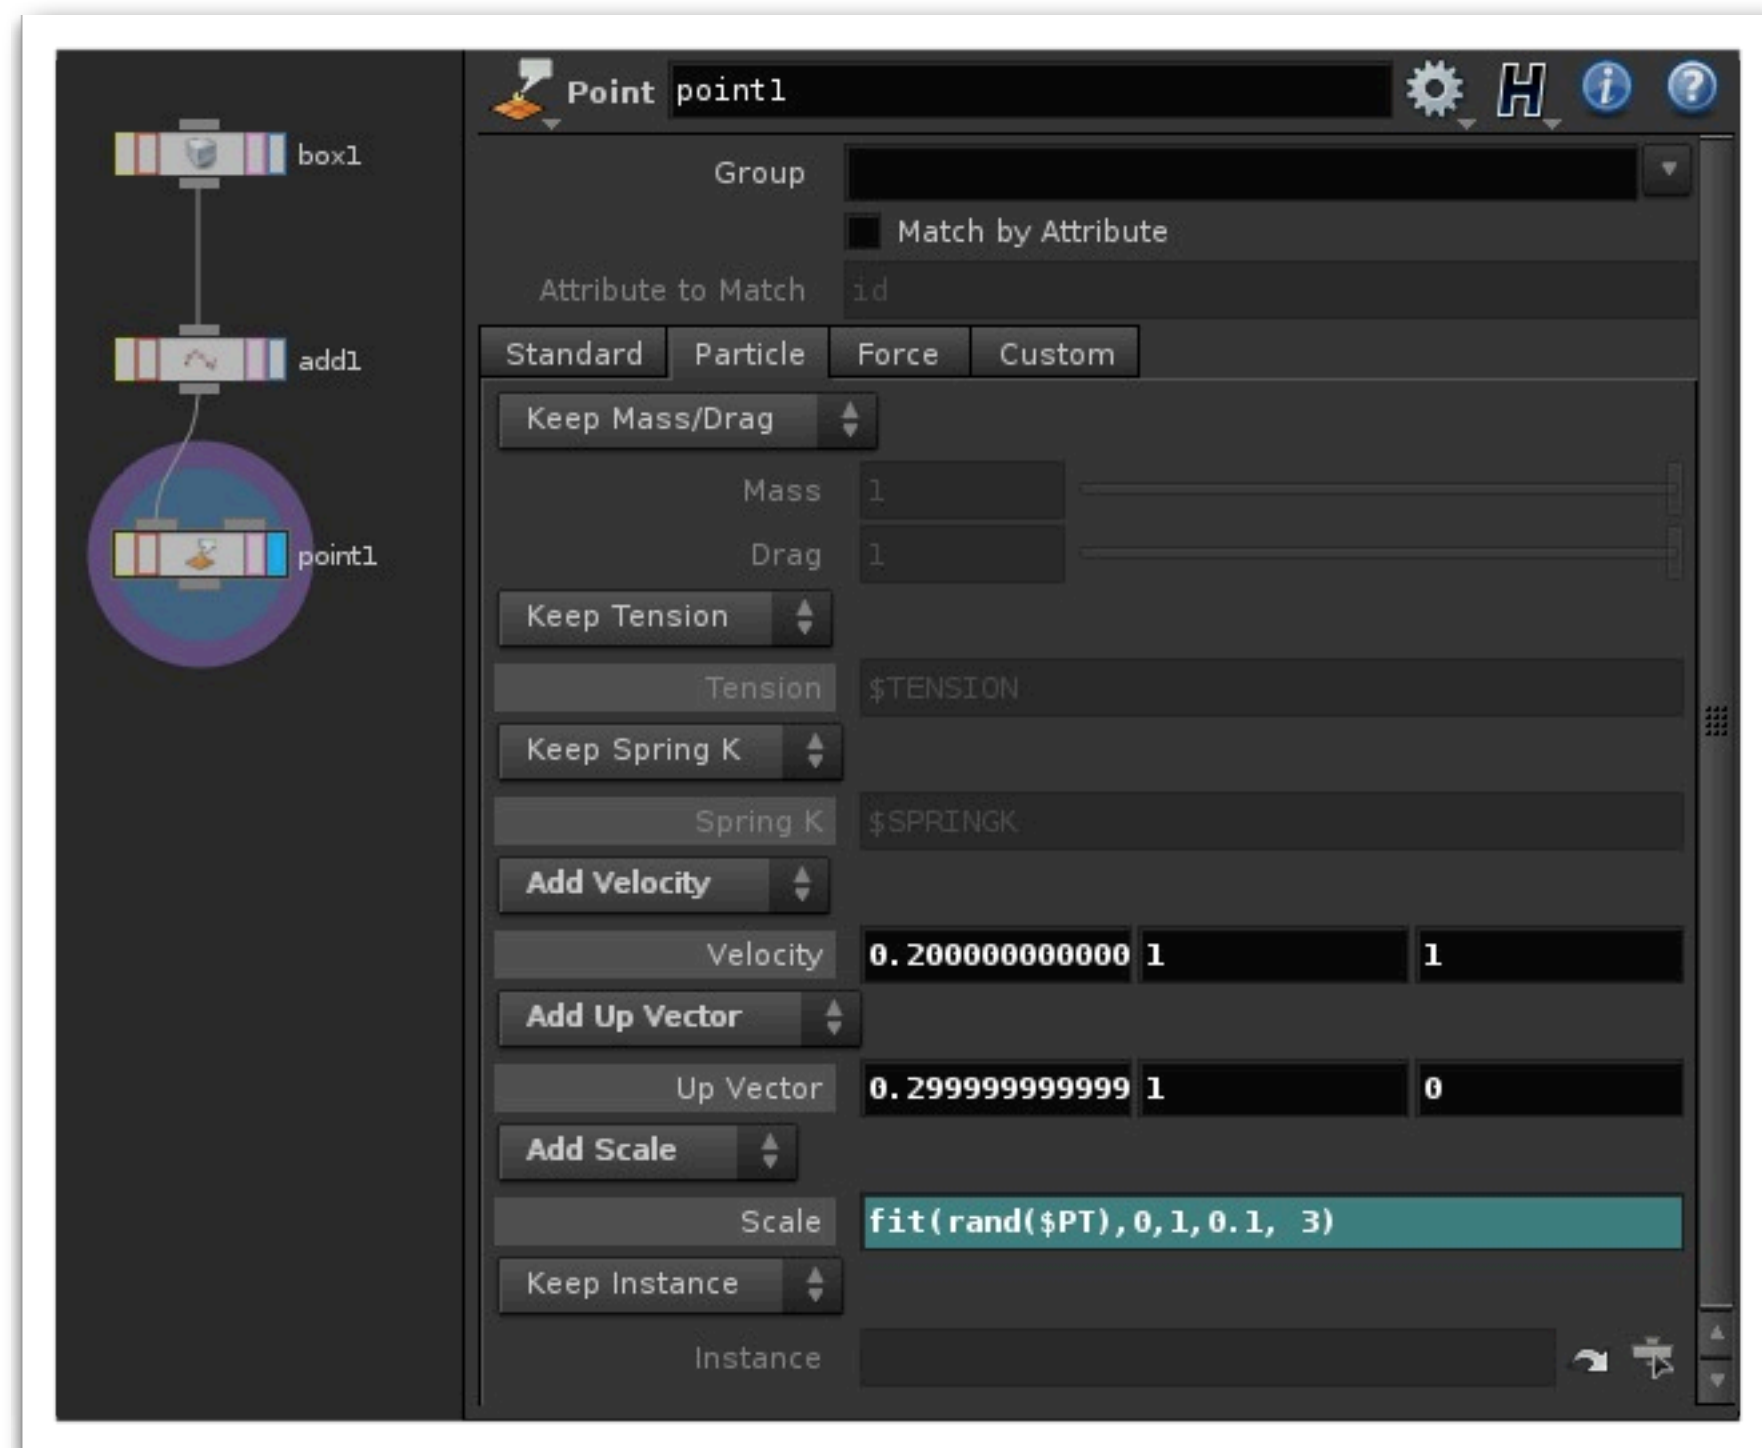 box1
add1
point1
Point point1
Group
Match by Attribute
Attribute to Match id
Standard Particle Force Custom
Keep Mass/Drag
Mass 1
Drag 1
Keep Tension
Tension $TENSION
Keep Spring K
Spring K $SPRINGK
Add Velocity
Velocity 0.200000000000 1 1
Add Up Vector
Up Vector 0.299999999999 1 0
Add Scale
Scale fit(rand($PT),0,1,0.1, 3)
Keep Instance
Instance